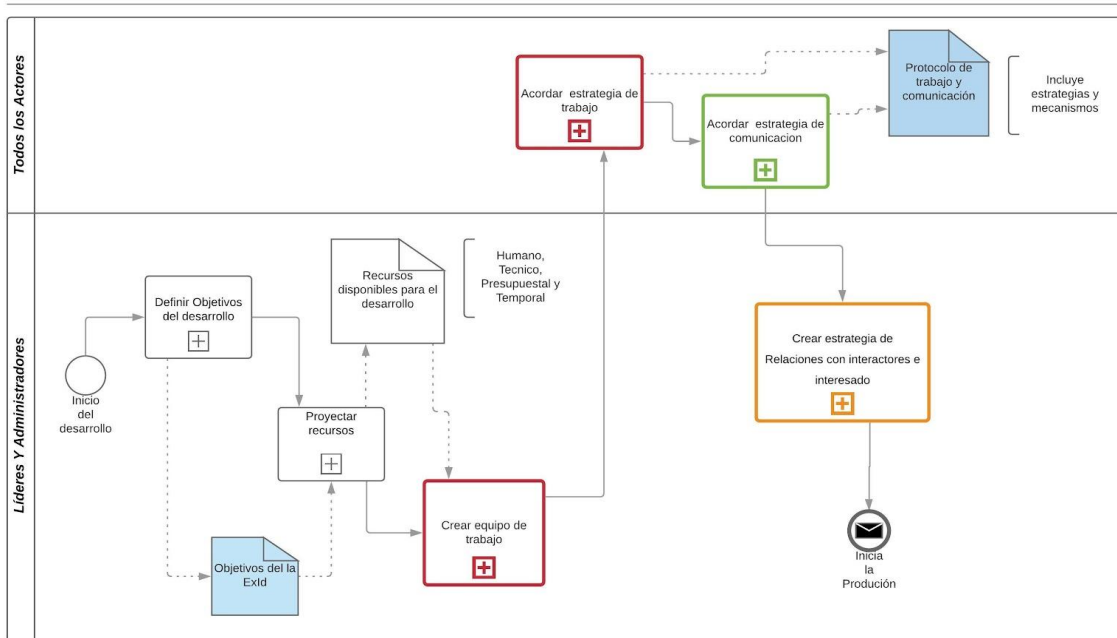 Todos los Actores
Acordar estrategia de
trabajo
Acordar estrategia de
comunicacion
Protocolo de
trabajo y
comunicación
Incluye
estrategias y
mecanismos
Líderes Y Administradores
Inicio
del
desarrollo
Definir Objetivos
del desarrollo
Recursos
disponibles para el
desarrollo
Humano,
Tecnico,
Presupuestal y
Temporal
Proyectar
recursos
Objetivos del la
ExId
Crear equipo de
trabajo
Crear estrategia de
Relaciones con interactores e
interesado
Inicia
la
Produción